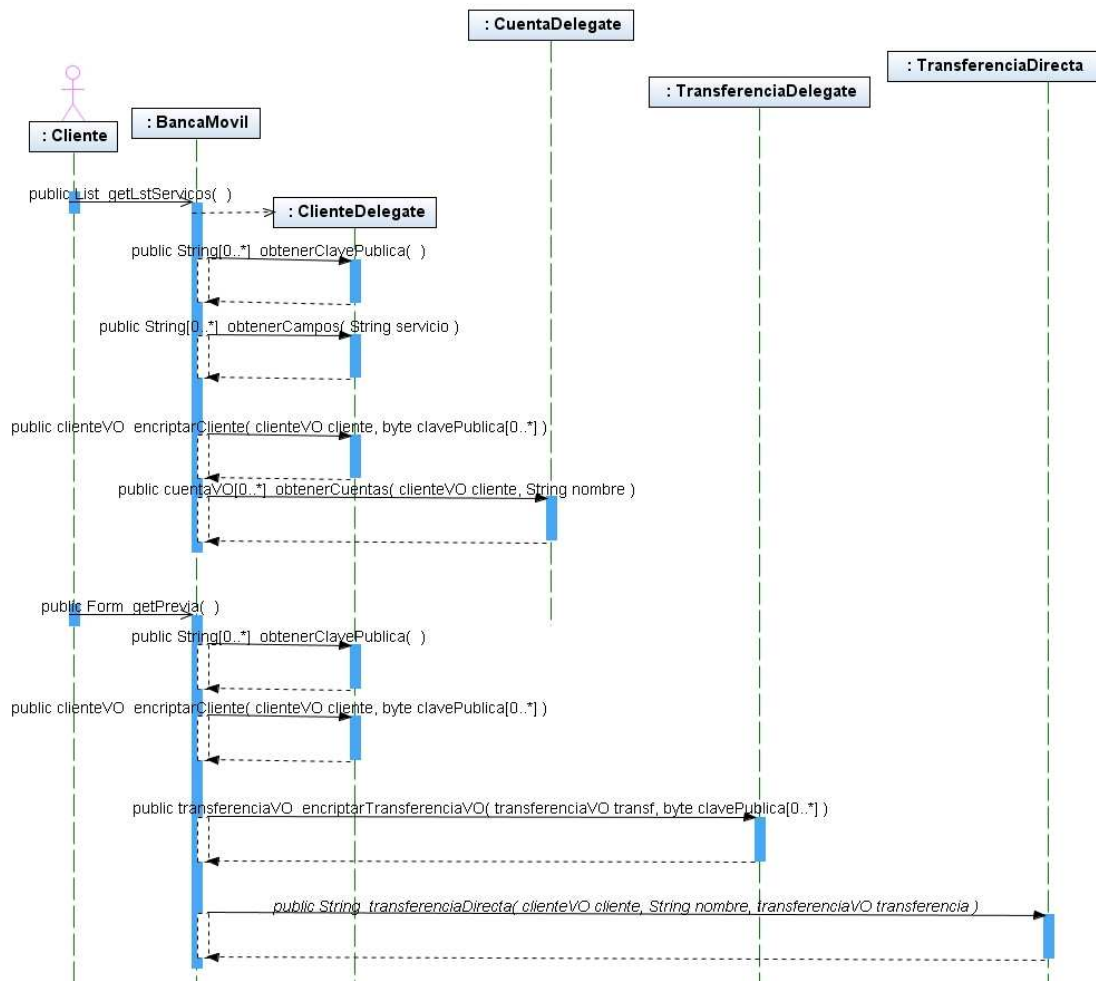 : CuentaDelegate
: TransferenciaDirecta
: TransferenciaDelegate
: Cliente
: BancaMovil
public List getLstServicos( )
: ClienteDelegate
public String[0..*] obtenerClavePublica( )
public String[0..*] obtenerCampos( String servicio )
public clienteVO encriptarCliente( clienteVO cliente, byte clavePublica[0..*] )
public cuentaVO[0..*] obtenerCuentas( clienteVO cliente, String nombre )
public Form getPrevia( )
public String[0..*] obtenerClavePublica( )
public clienteVO encriptarCliente( clienteVO cliente, byte clavePublica[0..*] )
public transferenciaVO encriptarTransferenciaVO( transferenciaVO transf, byte clavePublica[0..*] )
public String transferenciaDirecta( clienteVO cliente, String nombre, transferenciaVO transferencia )